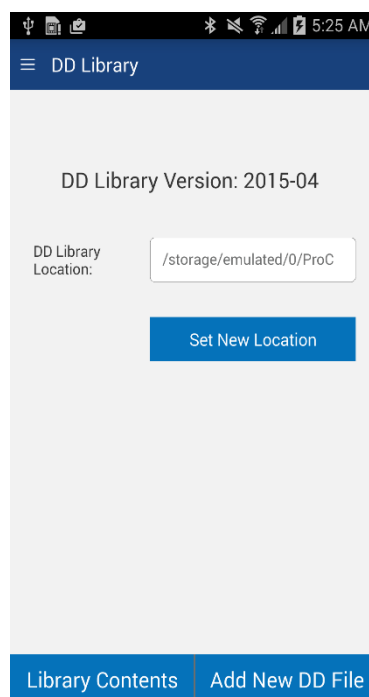 5:25 AM
DD Library
DD Library Version: 2015-04
DD Library
Location:
/storage/emulated/0/ProC
Set New Location
Library Contents
Add New DD File